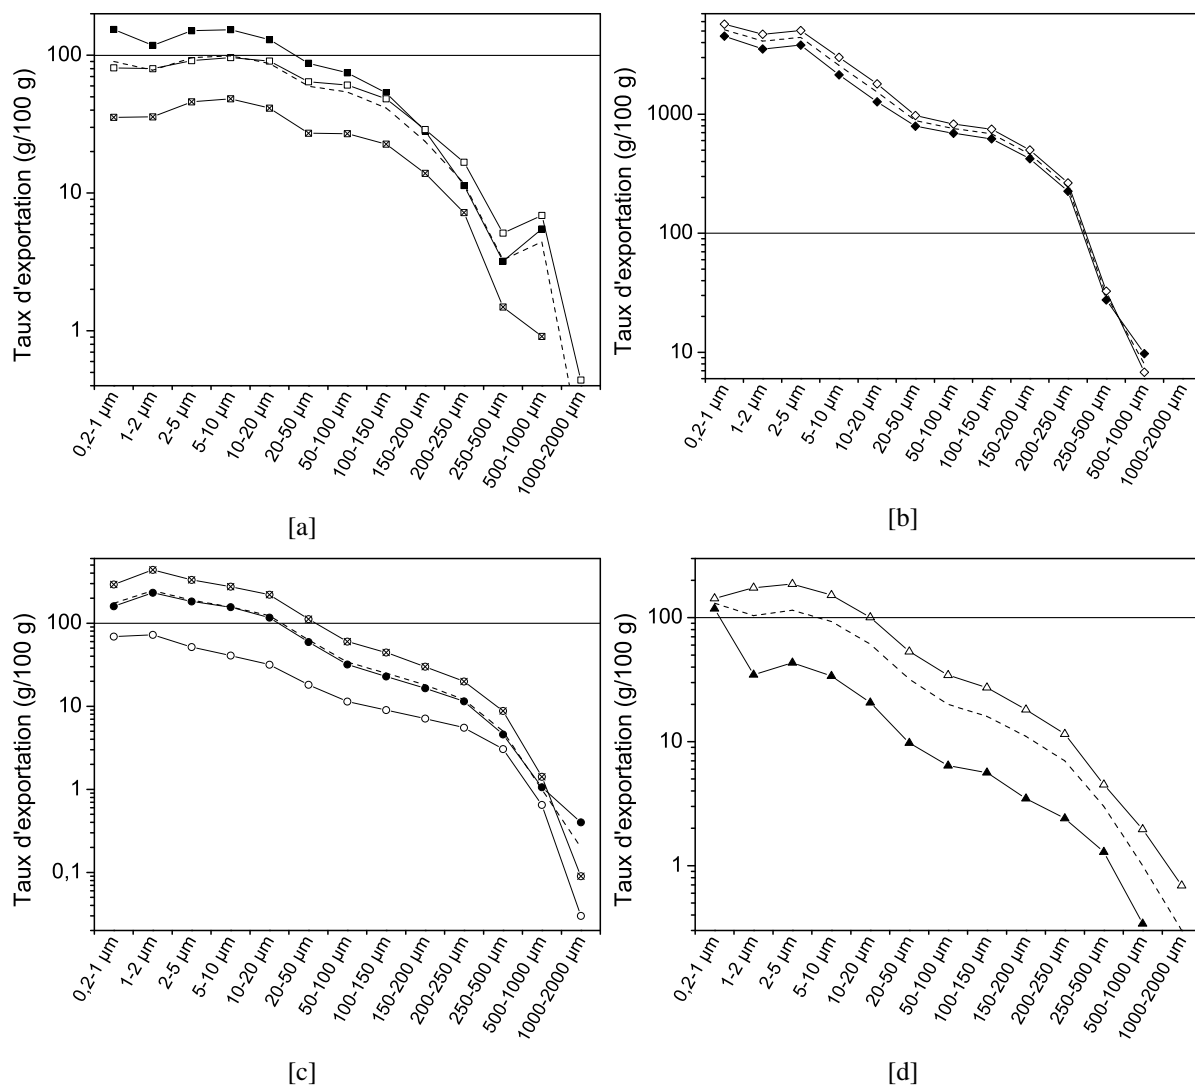 Taux d'exportation (g/100 g)
100
10
1
0,2-1 µm
1-2 µm
2-5 µm
5-10 µm
10-20 µm
20-50 µm
50-100 µm
100-150 µm
150-200 µm
200-250 µm
250-500 µm
500-1000 µm
1000-2000 µm
[a]
Taux d'exportation (g/100 g)
1000
100
10
0,2-1 µm
1-2 µm
2-5 µm
5-10 µm
10-20 µm
20-50 µm
50-100 µm
100-150 µm
150-200 µm
200-250 µm
250-500 µm
500-1000 µm
1000-2000 µm
[b]
Taux d'exportation (g/100 g)
100
10
1
0,1
0,2-1 µm
1-2 µm
2-5 µm
5-10 µm
10-20 µm
20-50 µm
50-100 µm
100-150 µm
150-200 µm
200-250 µm
250-500 µm
500-1000 µm
1000-2000 µm
[c]
Taux d'exportation (g/100 g)
100
10
1
0,2-1 µm
1-2 µm
2-5 µm
5-10 µm
10-20 µm
20-50 µm
50-100 µm
100-150 µm
150-200 µm
200-250 µm
250-500 µm
500-1000 µm
1000-2000 µm
[d]